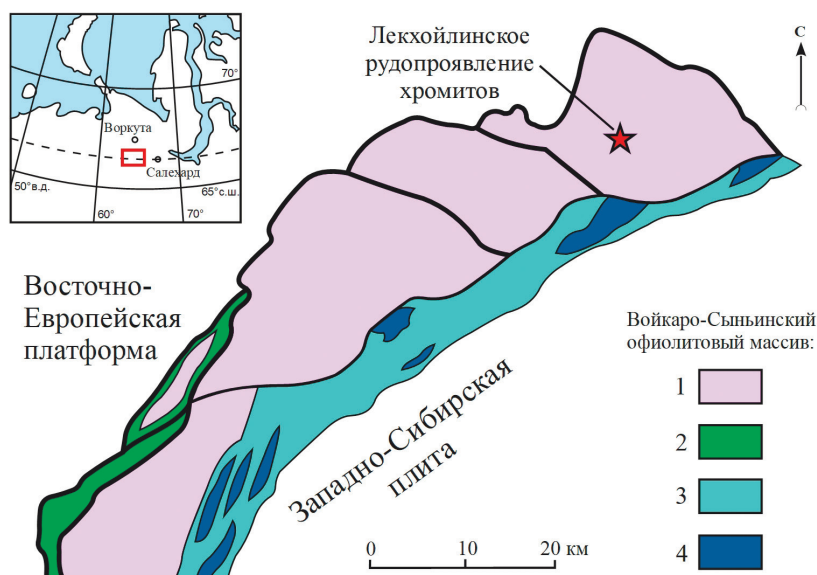 Лекхойлинское
рудопроявление
хромитов
С
70°
Воркута
Салехард
50°в.д.
65°с.ш.
60°
70°
Восточно-
Европейская
платформа
Западно-Сибирская
плита
Войкаро-Сыньинский
офиолитовый массив:
1
2
3
4
0 10 20 км